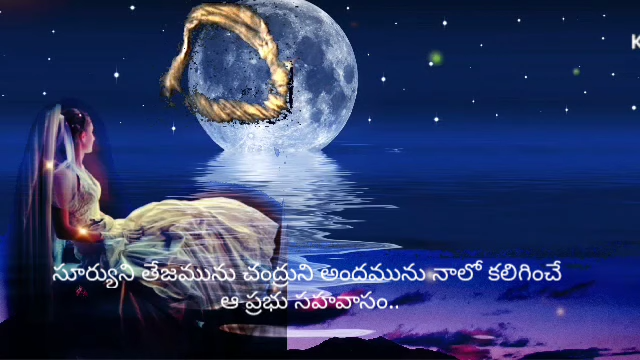 సూర్యుని తేజమును చంద్రుని అందమును నాలో కలిగించే
ఆ ప్రభు సహవాసం..
K